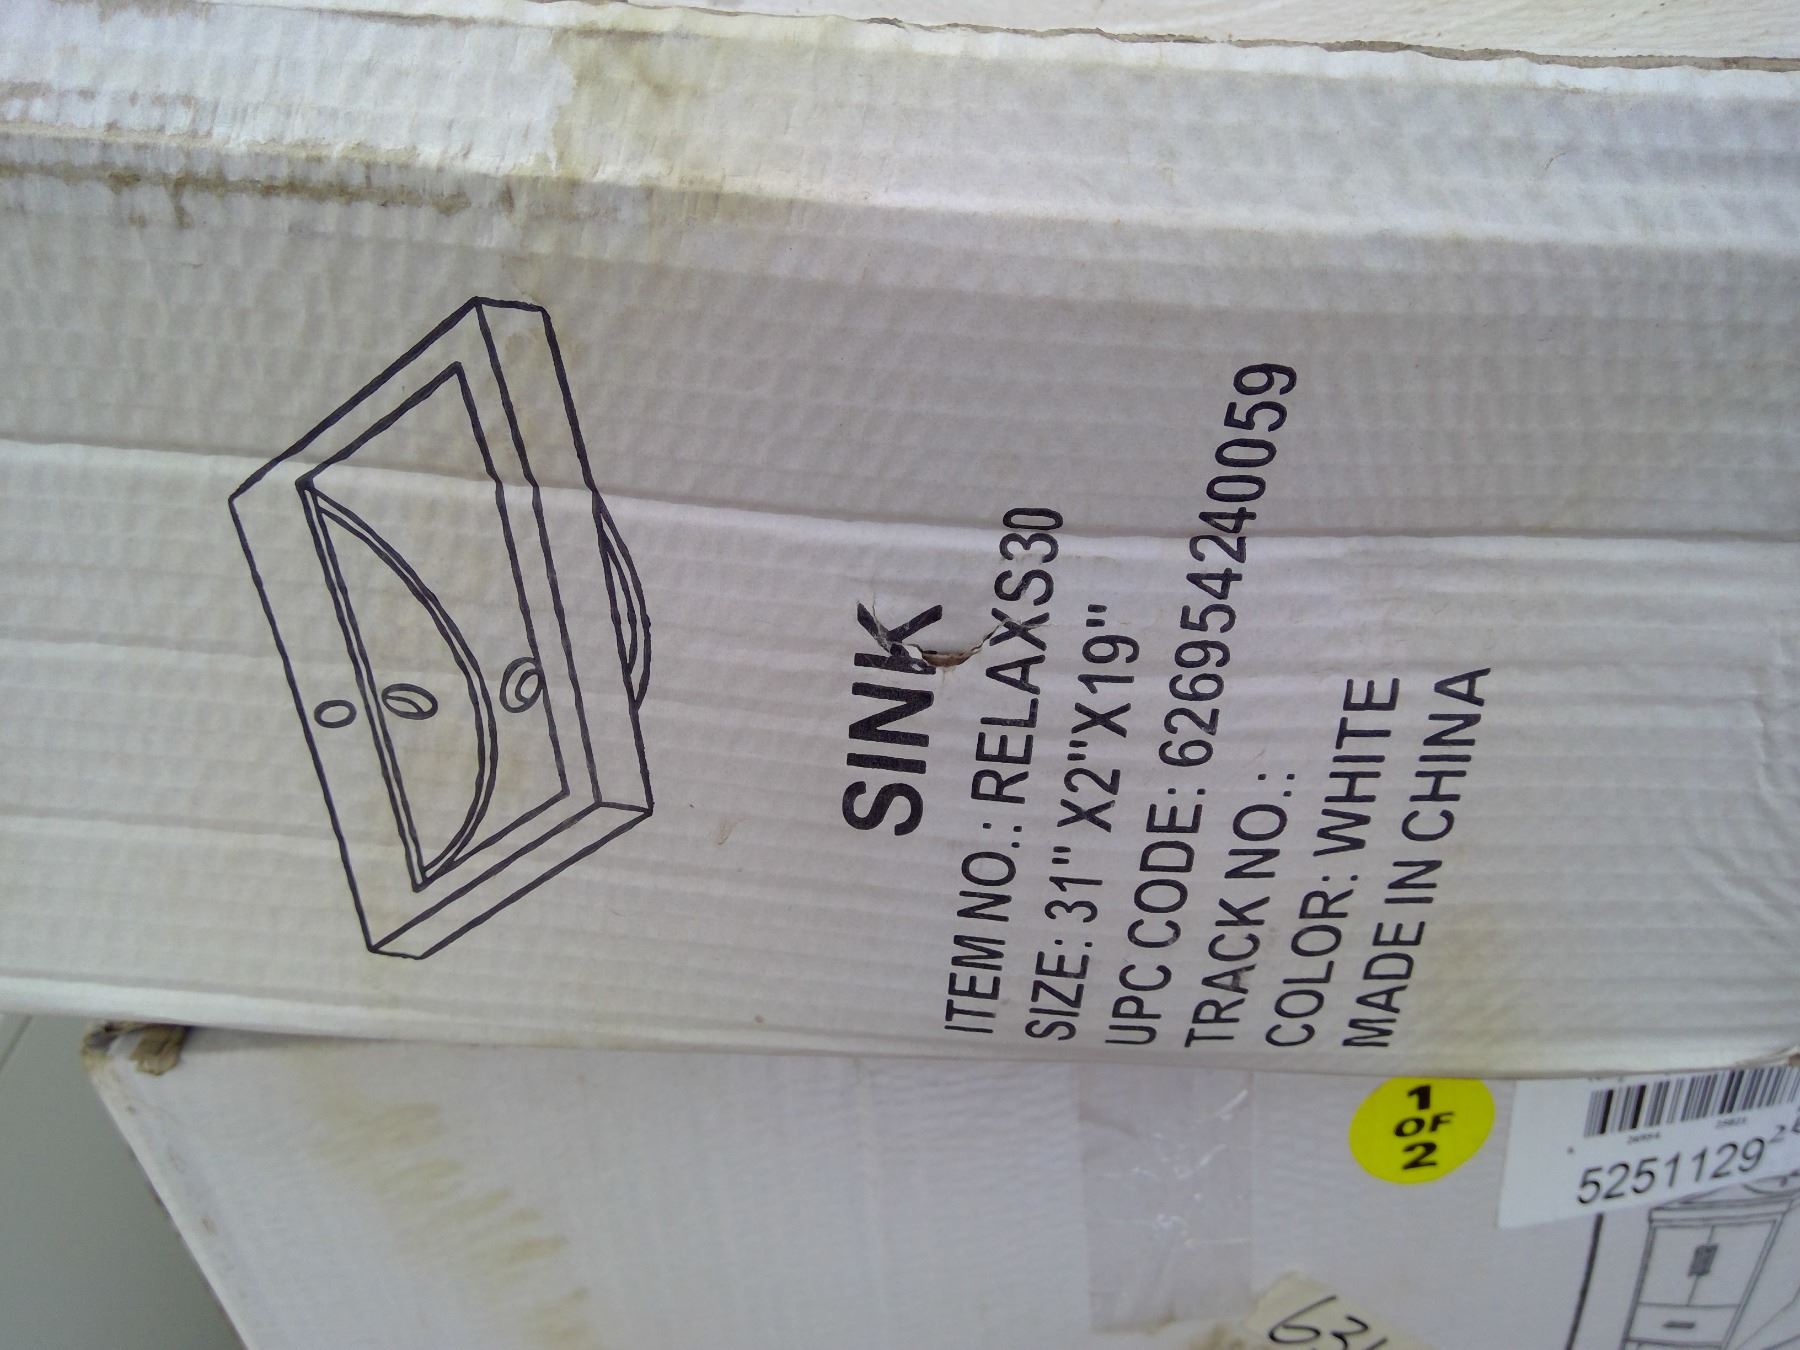 SINK
ITEM NO.: RELAXS30
SIZE: 31" X2"X19"
UPC CODE: 626954240059
TRACK NO.:
COLOR: WHITE
MADE IN CHINA
1
OF
2
5251129